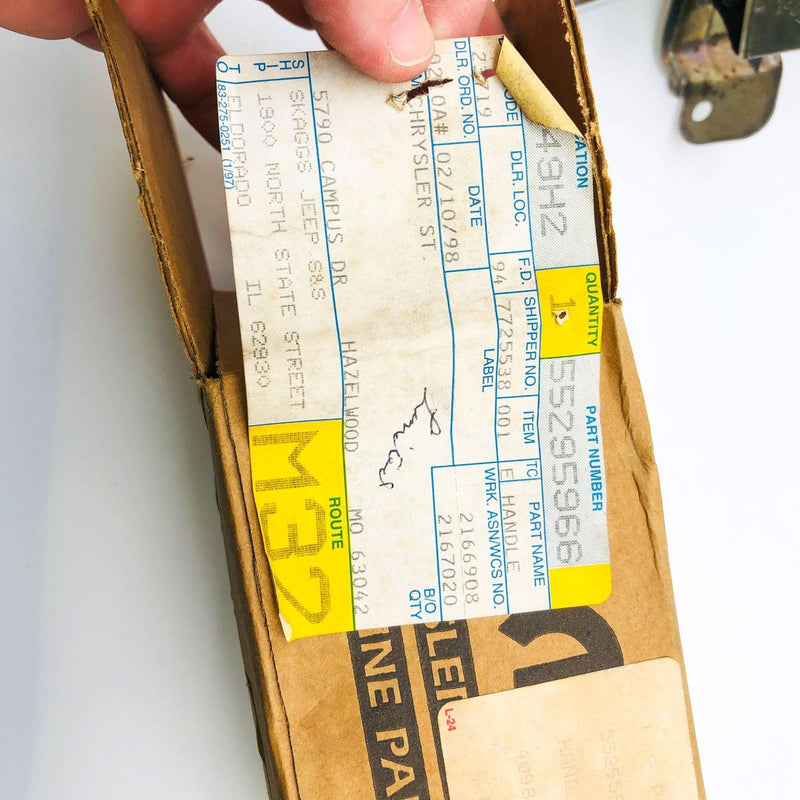 CODE
49H2
QUANTITY
1
PART NUMBER
55295966
DLR. LOC.
F.D.
SHIPPER NO.
ITEM
TC
PART NAME
94
7725538
001
E
HANDLE
DLR. ORD. NO.
DATE
LABEL
WRK. ASN/WCS NO.
02/10/98
2166908
2167020
CHRYSLER ST.
B/O
QTY
5790 CAMPUS DR
HAZELWOOD
MO 63042
SHIP
TO
SKAGGS JEEP S&S
1900 NORTH STATE STREET
ELDORADO
IL 62930
ROUTE
M32
83-275-0251 (1/97)
L-24